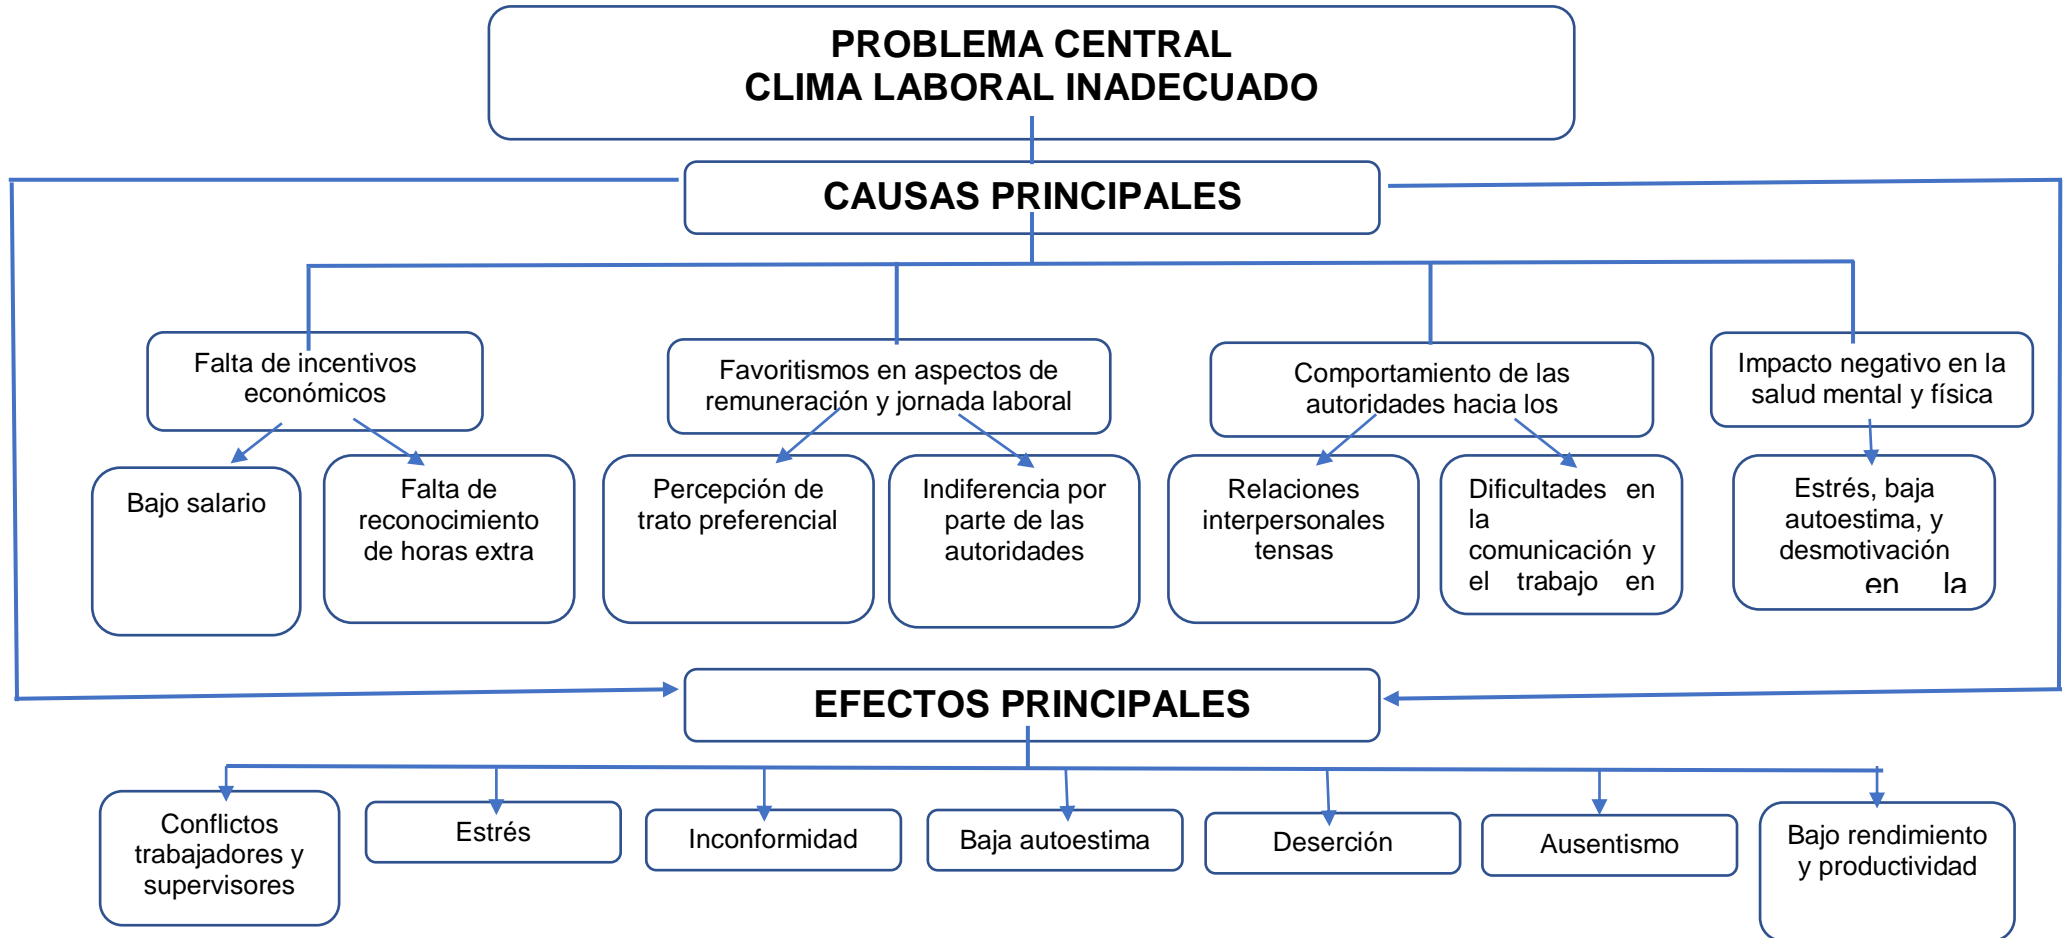 PROBLEMA CENTRAL
CLIMA LABORAL INADECUADO
CAUSAS PRINCIPALES
Falta de incentivos
económicos
Favoritismos en aspectos de
remuneración y jornada laboral
Comportamiento de las
autoridades hacia los
Impacto negativo en la
salud mental y física
Bajo salario
Falta de
reconocimiento
de horas extra
Percepción de
trato preferencial
Indiferencia por
parte de las
autoridades
Relaciones
interpersonales
tensas
Dificultades en
la
comunicación y
el trabajo en
Estrés, baja
autoestima, y
desmotivación
en la
EFECTOS PRINCIPALES
Conflictos
trabajadores y
supervisores
Estrés
Inconformidad
Baja autoestima
Deserción
Ausentismo
Bajo rendimiento
y productividad